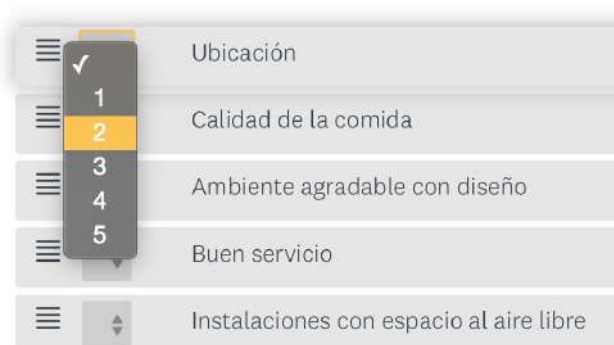 Ubicación
✓
1
2
3
4
5
Calidad de la comida
Ambiente agradable con diseño
Buen servicio
Instalaciones con espacio al aire libre